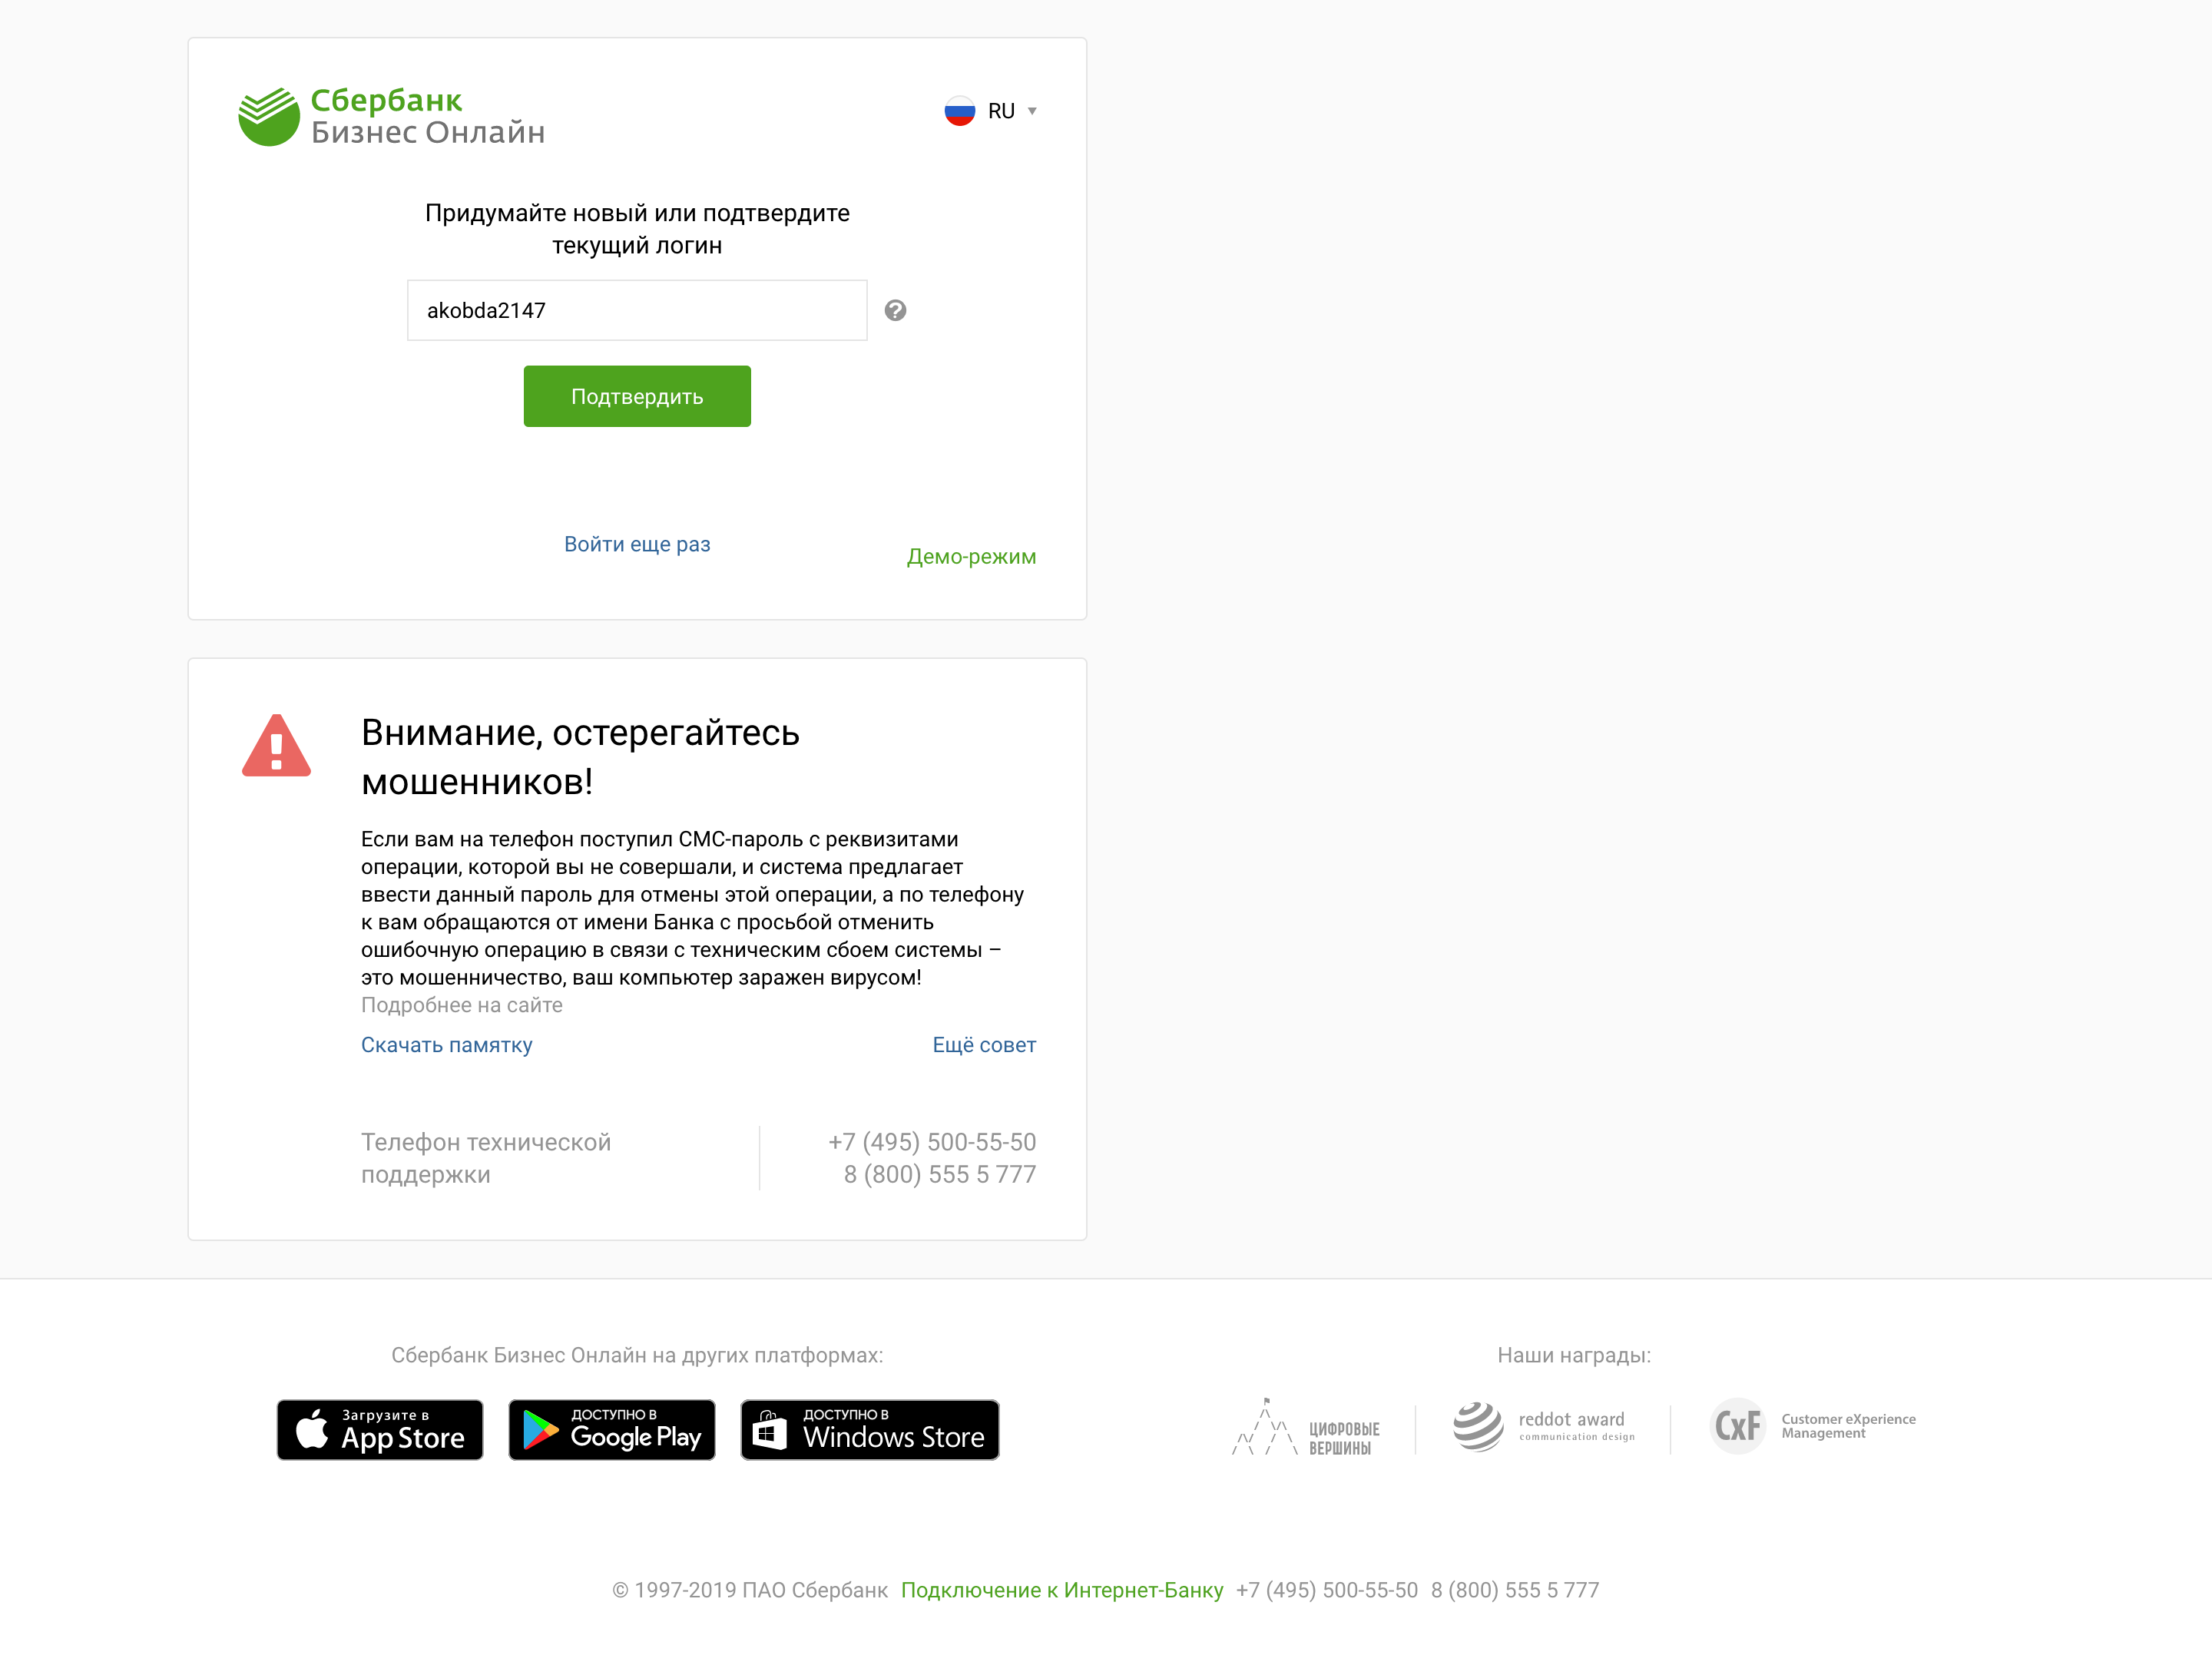 Сбербанк
Бизнес Онлайн
RU
Придумайте новый или подтвердите
текущий логин
akobda2147
?
Подтвердить
Войти еще раз
Демо-режим
Внимание, остерегайтесь
мошенников!
Если вам на телефон поступил СМС-пароль с реквизитами
операции, которой вы не совершали, и система предлагает
ввести данный пароль для отмены этой операции, а по телефону
к вам обращаются от имени Банка с просьбой отменить
ошибочную операцию в связи с техническим сбоем системы –
это мошенничество, ваш компьютер заражен вирусом!
Подробнее на сайте
Скачать памятку
Ещё совет
Телефон технической
поддержки
+7 (495) 500-55-50
8 (800) 555 5 777
Сбербанк Бизнес Онлайн на других платформах:
Загрузите в
App Store
ДОСТУПНО В
Google Play
ДОСТУПНО В
Windows Store
Наши награды:
ЦИФРОВЫЕ
ВЕРШИНЫ
reddot award
communication design
CxF
Customer eXperience
Management
© 1997-2019 ПАО Сбербанк Подключение к Интернет-Банку +7 (495) 500-55-50 8 (800) 555 5 777